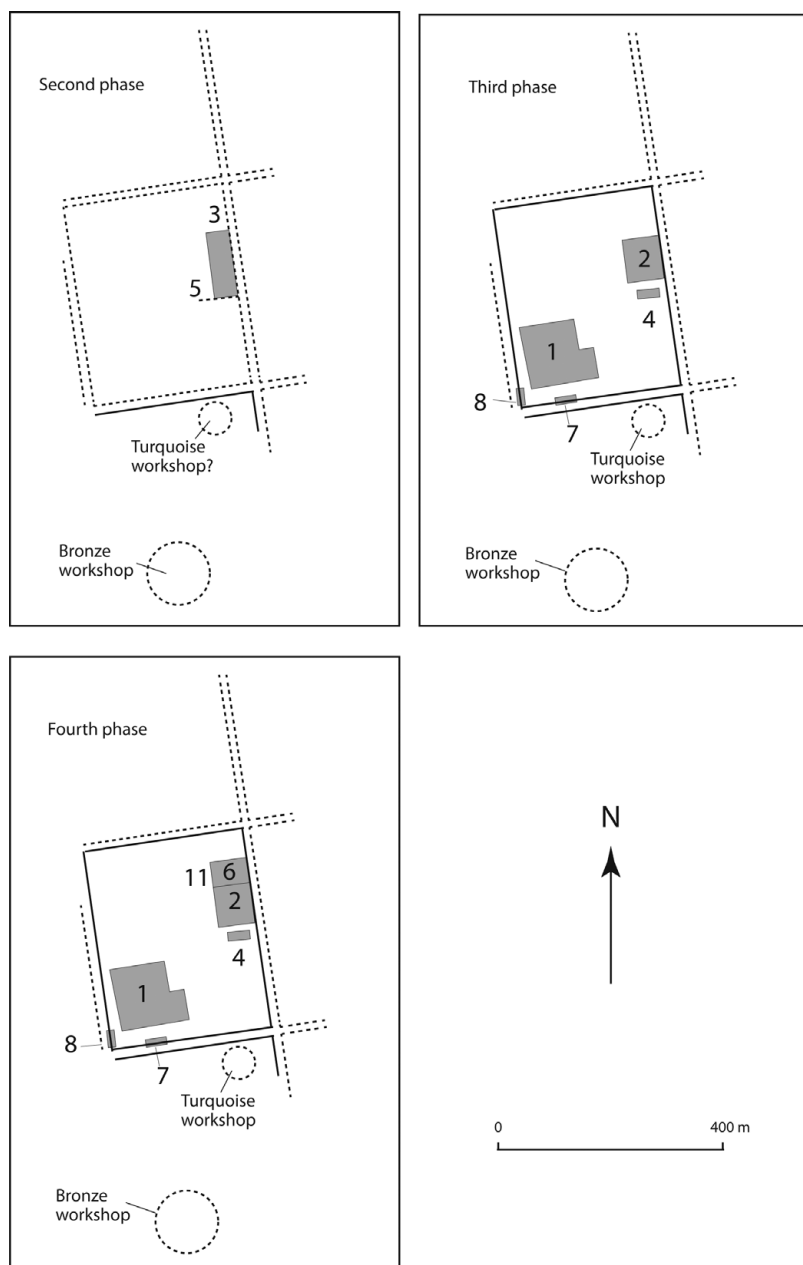 Second phase
3
5
Turquoise
workshop?
Bronze
workshop
Third phase
2
4
1
8
7
Turquoise
workshop
Bronze
workshop
Fourth phase
6
11
2
4
1
8
7
Turquoise
workshop
Bronze
workshop
N
0 400 m